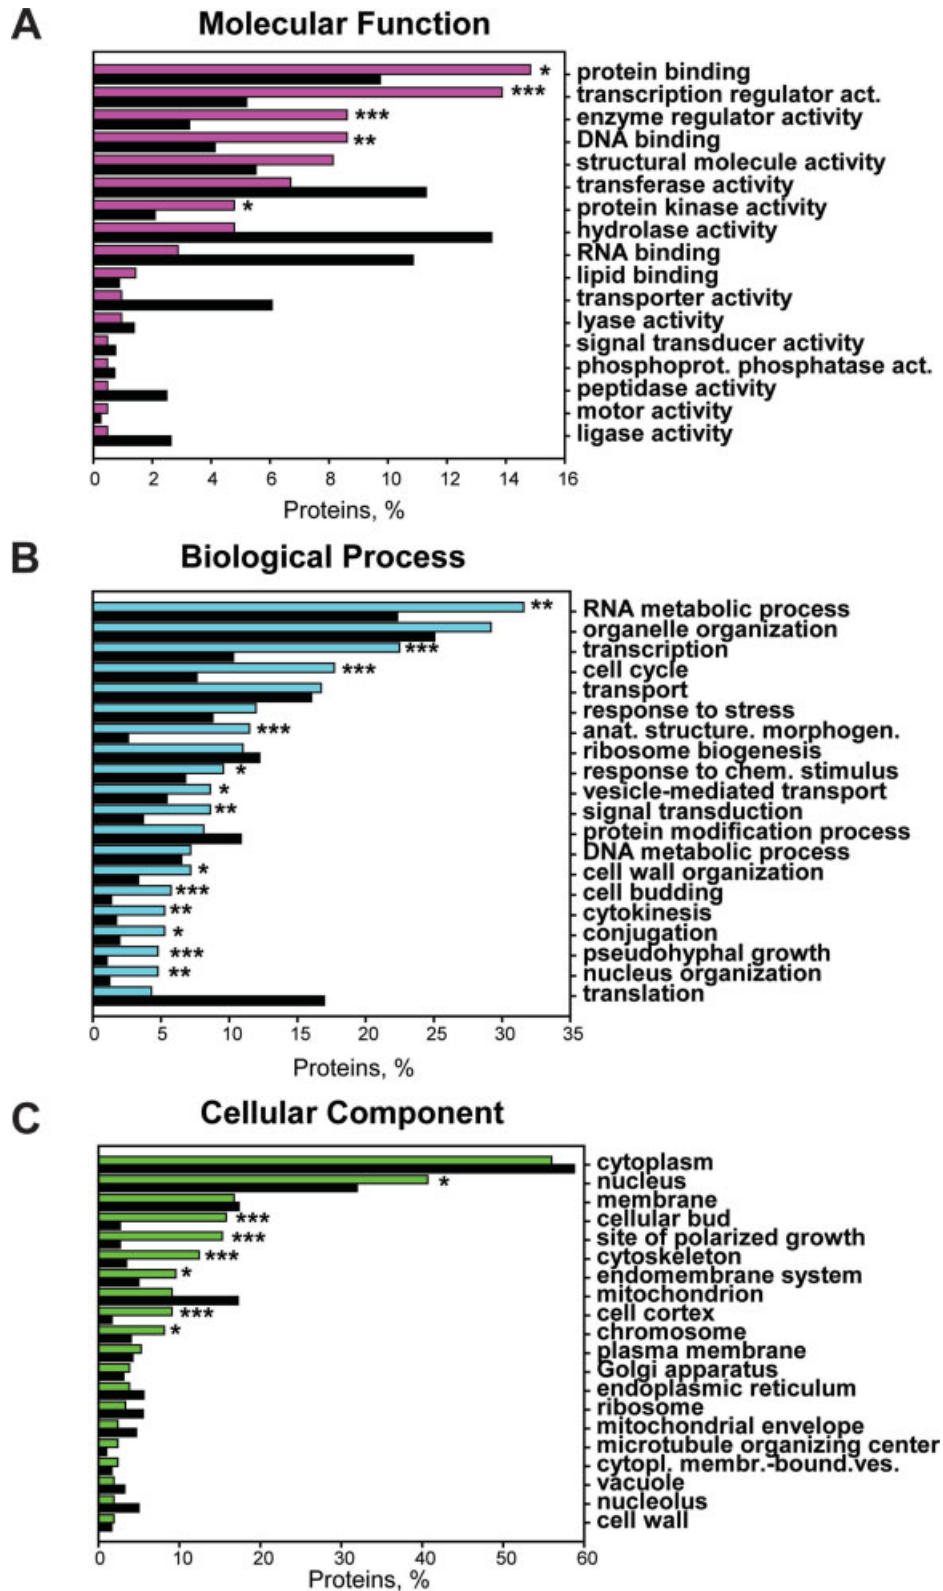 A
Molecular Function
* protein binding
*** transcription regulator act.
*** enzyme regulator activity
** DNA binding
structural molecule activity
transferase activity
* protein kinase activity
hydrolase activity
RNA binding
lipid binding
transporter activity
lyase activity
signal transducer activity
phosphoprot. phosphatase act.
peptidase activity
motor activity
ligase activity
0 2 4 6 8 10 12 14 16
Proteins, %
B
Biological Process
** RNA metabolic process
organelle organization
*** transcription
*** cell cycle
transport
response to stress
*** anat. structure. morphogen.
ribosome biogenesis
* response to chem. stimulus
* vesicle-mediated transport
** signal transduction
protein modification process
DNA metabolic process
* cell wall organization
*** cell budding
** cytokinesis
* conjugation
*** pseudohyphal growth
** nucleus organization
translation
0 5 10 15 20 25 30 35
Proteins, %
C
Cellular Component
cytoplasm
* nucleus
membrane
*** cellular bud
*** site of polarized growth
*** cytoskeleton
* endomembrane system
mitochondrion
*** cell cortex
* chromosome
plasma membrane
Golgi apparatus
endoplasmic reticulum
ribosome
mitochondrial envelope
microtubule organizing center
cytopl. membr.-bound.ves.
vacuole
nucleolus
cell wall
0 10 20 30 40 50 60
Proteins, %